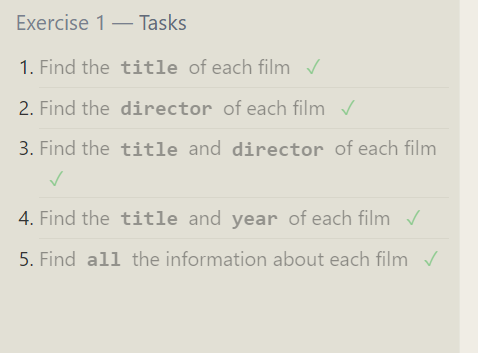 Exercise 1 — Tasks
1. Find the title of each film ✓
2. Find the director of each film ✓
3. Find the title and director of each film
✓
4. Find the title and year of each film ✓
5. Find all the information about each film ✓